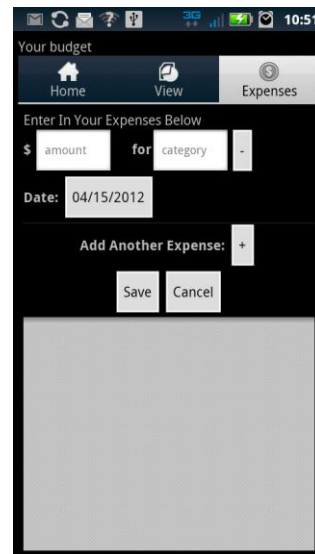 3G 10:51
Your budget
Home View Expenses
Enter In Your Expenses Below
$ amount for category -
Date: 04/15/2012
Add Another Expense: +
Save Cancel